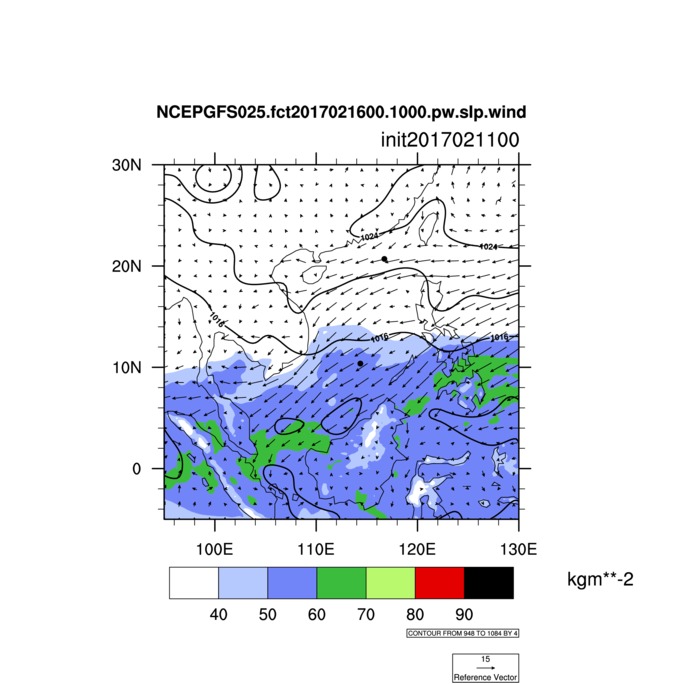 NCEPGFS025.fct2017021600.1000.pw.slp.wind
init2017021100
30N
1024
1024
20N
1016
1016
1016
10N
0
100E 110E 120E 130E
kgm**-2
40 50 60 70 80 90
CONTOUR FROM 948 TO 1084 BY 4
15
Reference Vector